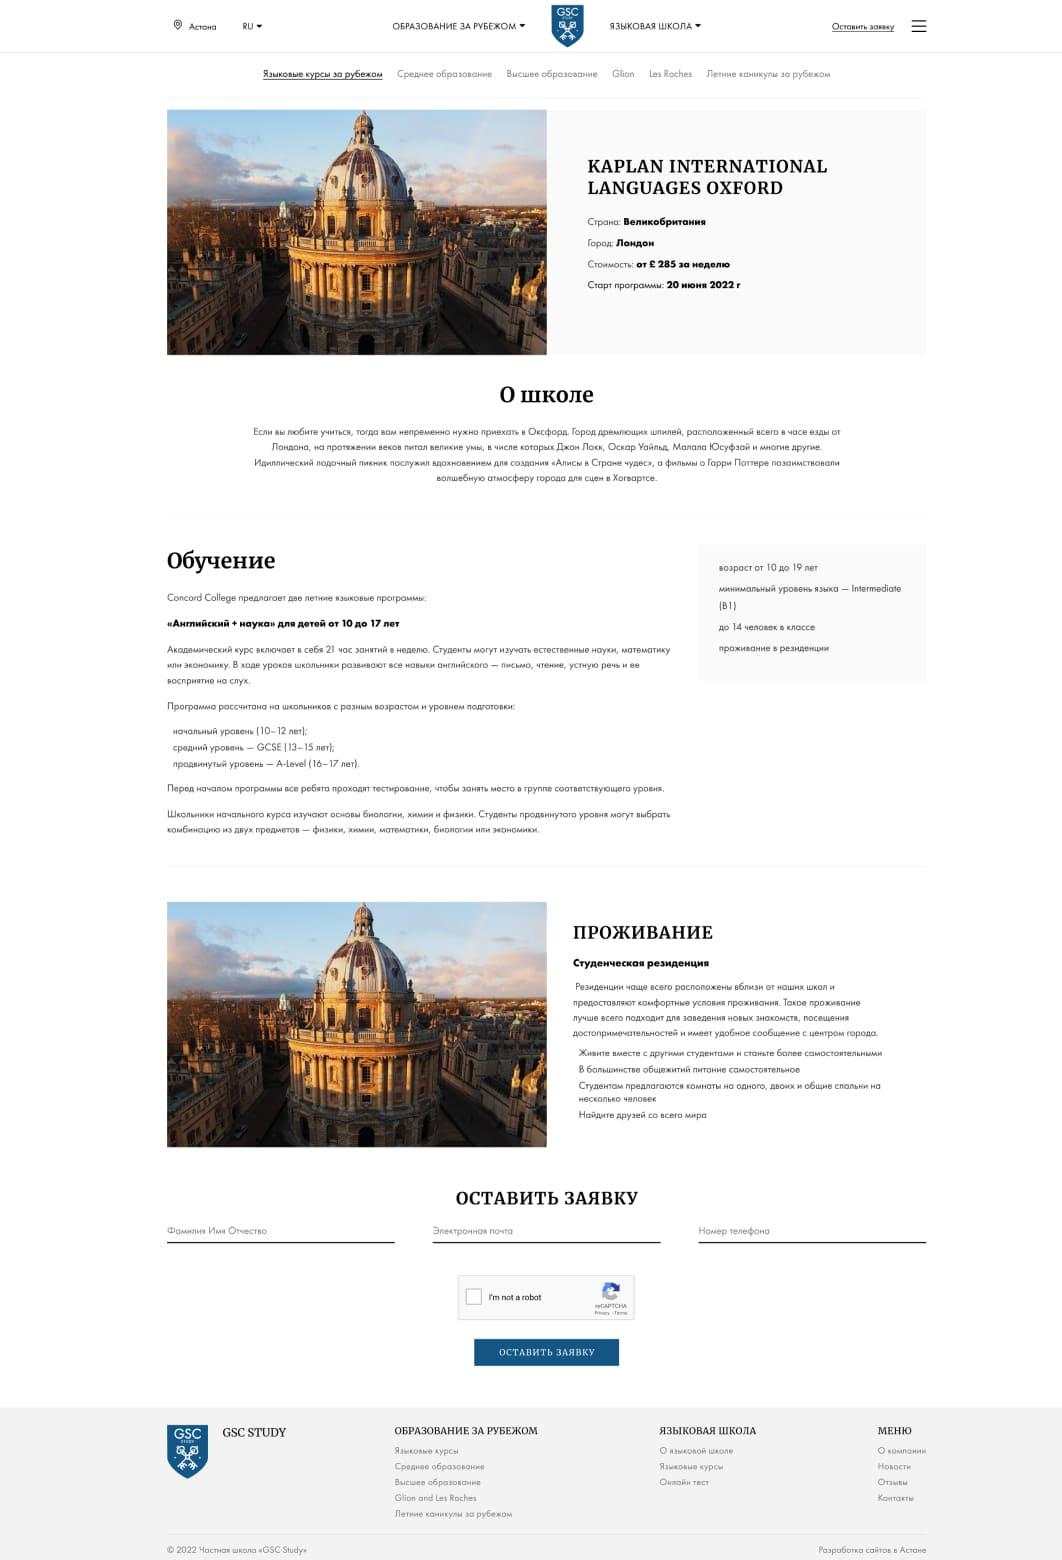 Астана
RU
ОБРАЗОВАНИЕ ЗА РУБЕЖОМ
GSC
STUDY
ЯЗЫКОВАЯ ШКОЛА
Оставить заявку
Языковые курсы за рубежом
Среднее образование
Высшее образование
Glion
Les Roches
Летние каникулы за рубежом
KAPLAN INTERNATIONAL
LANGUAGES OXFORD
Страна: Великобритания
Город: Лондон
Стоимость: от £ 285 за неделю
Старт программы: 20 июня 2022 г
О школе
Если вы любите учиться, тогда вам непременно нужно приехать в Оксфорд. Город дремлющих шпилей, расположенный всего в часе езды от
Лондона, на протяжении веков питал великие умы, в числе которых Джон Локк, Оскар Уайльд, Малала Юсуфзай и многие другие.
Идиллический лодочный пикник послужил вдохновением для создания «Алисы в Стране чудес», а фильмы о Гарри Поттере позаимствовали
волшебную атмосферу города для сцен в Хогвартсе.
Обучение
Concord College предлагает две летние языковые программы:
«Английский + наука» для детей от 10 до 17 лет
Академический курс включает в себя 21 час занятий в неделю. Студенты могут изучать естественные науки, математику
или экономику. В ходе уроков школьники развивают все навыки английского — письмо, чтение, устную речь и ее
восприятие на слух.
Программа рассчитана на школьников с разным возрастом и уровнем подготовки:
начальный уровень (10–12 лет);
средний уровень — GCSE (13–15 лет);
продвинутый уровень — A-Level (16–17 лет).
Перед началом программы все ребята проходят тестирование, чтобы занять место в группе соответствующего уровня.
Школьники начального курса изучают основы биологии, химии и физики. Студенты продвинутого уровня могут выбрать
комбинацию из двух предметов — физики, химии, математики, биологии или экономики.
возраст от 10 до 19 лет
минимальный уровень языка — Intermediate
(B1)
до 14 человек в классе
проживание в резиденции
ПРОЖИВАНИЕ
Студенческая резиденция
Резиденции чаще всего расположены вблизи от наших школ и
предоставляют комфортные условия проживания. Такое проживание
лучше всего подходит для заведения новых знакомств, посещения
достопримечательностей и имеет удобное сообщение с центром города.
Живите вместе с другими студентами и станьте более самостоятельными
В большинстве общежитий питание самостоятельное
Студентам предлагаются комнаты на одного, двоих и общие спальни на
несколько человек
Найдите друзей со всего мира
ОСТАВИТЬ ЗАЯВКУ
Фамилия Имя Отчество
Электронная почта
Номер телефона
I'm not a robot
reCAPTCHA
Privacy - Terms
ОСТАВИТЬ ЗАЯВКУ
GSC
STUDY
GSC STUDY
ОБРАЗОВАНИЕ ЗА РУБЕЖОМ
Языковые курсы
Среднее образование
Высшее образование
Glion and Les Roches
Летние каникулы за рубежом
ЯЗЫКОВАЯ ШКОЛА
О языковой школе
Языковые курсы
Онлайн тест
МЕНЮ
О компании
Новости
Отзывы
Контакты
© 2022 Частная школа «GSC Study»
Разработка сайтов в Астане